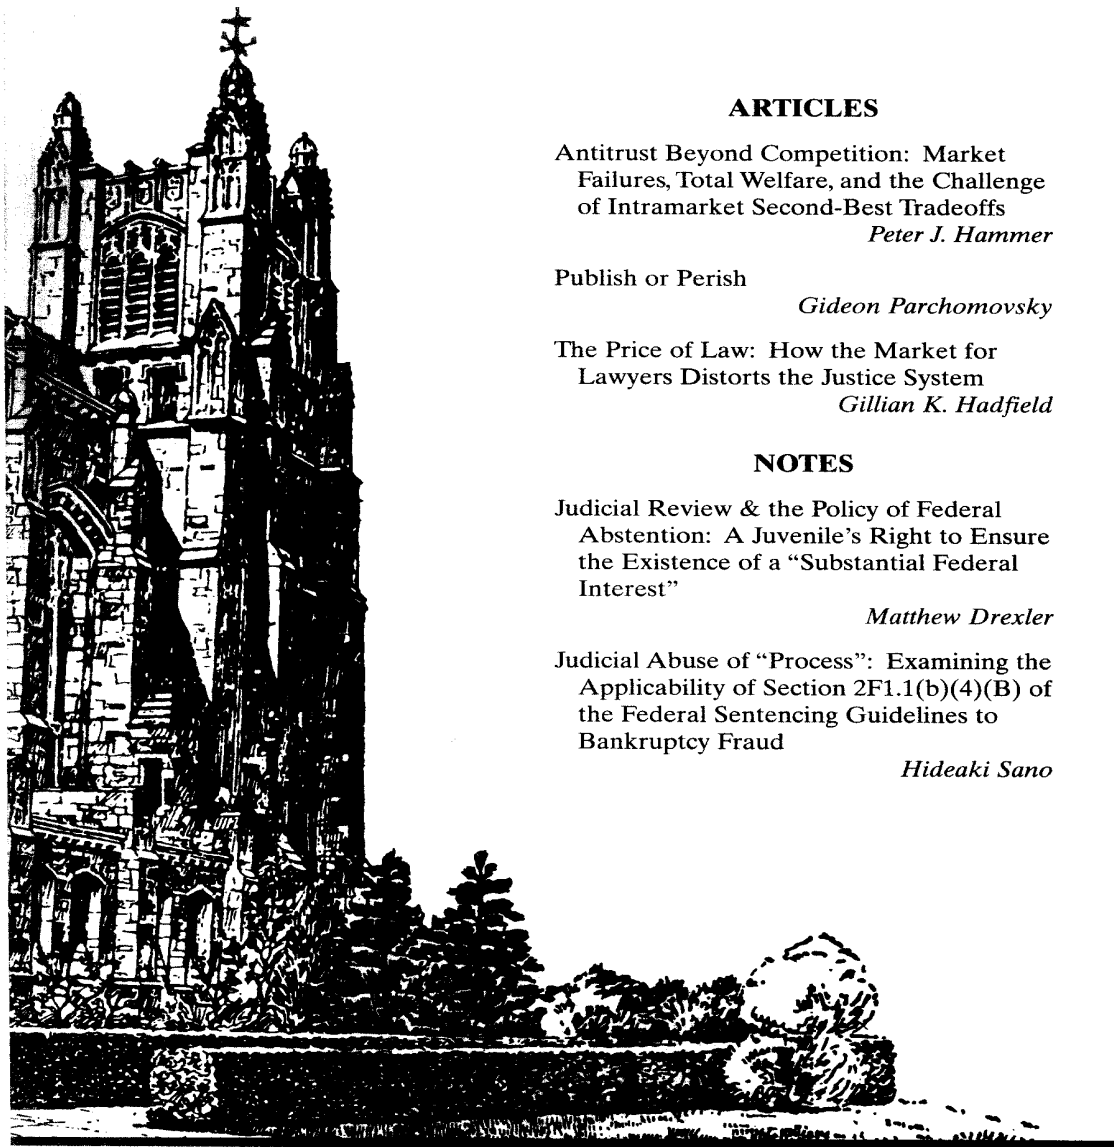 ARTICLES
Antitrust Beyond Competition: Market
Failures, Total Welfare, and the Challenge
of Intramarket Second-Best Tradeoffs
Peter J. Hammer
Publish or Perish
Gideon Parchomovsky
The Price of Law: How the Market for
Lawyers Distorts the Justice System
Gillian K. Hadfield
NOTES
Judicial Review & the Policy of Federal
Abstention: A Juvenile's Right to Ensure
the Existence of a “Substantial Federal
Interest”
Matthew Drexler
Judicial Abuse of “Process”: Examining the
Applicability of Section 2F1.1(b)(4)(B) of
the Federal Sentencing Guidelines to
Bankruptcy Fraud
Hideaki Sano